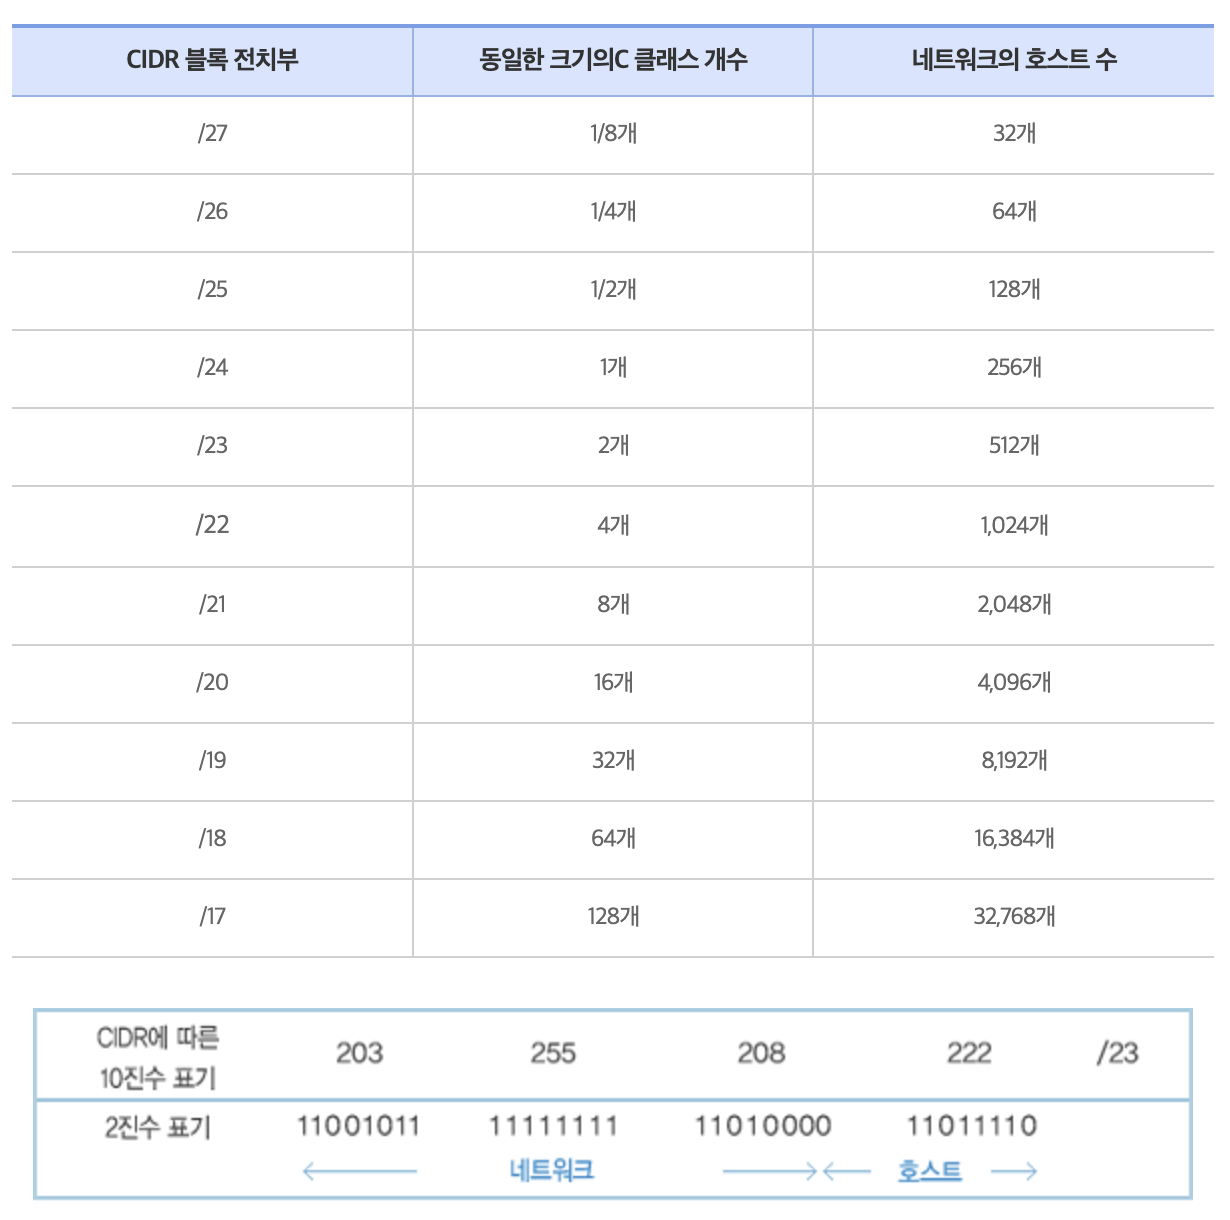 CIDR 블록 전치부 동일한 크기의C 클래스 개수 네트워크의 호스트 수
/27 1/8개 32개
/26 1/4개 64개
/25 1/2개 128개
/24 1개 256개
/23 2개 512개
/22 4개 1,024개
/21 8개 2,048개
/20 16개 4,096개
/19 32개 8,192개
/18 64개 16,384개
/17 128개 32,768개
CIDR에 따른
10진수 표기 203 255 208 222 /23
2진수 표기 11001011 11111111 11010000 11011110
네트워크 호스트